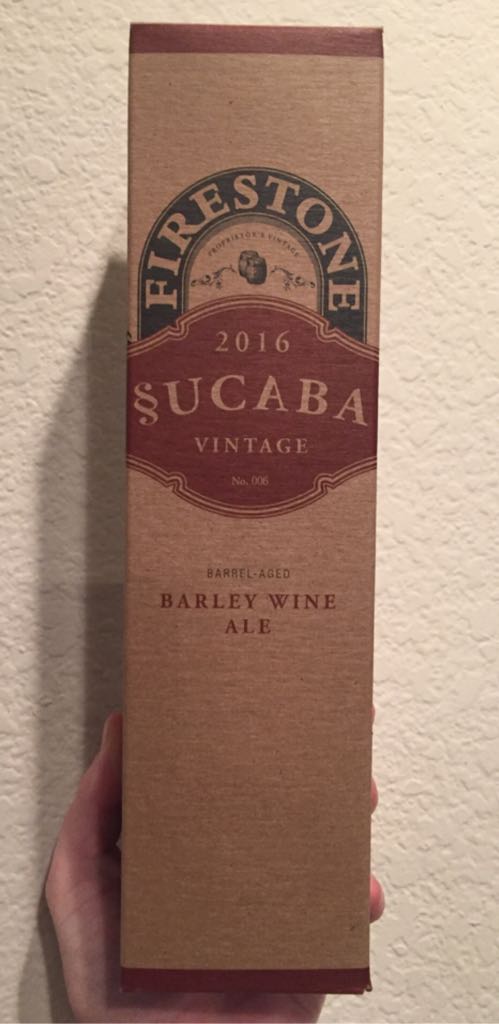 FIRESTONE
PROPRIETOR'S VINTAGE
2016
§UCABA
VINTAGE
No. 006
BARREL-AGED
BARLEY WINE
ALE